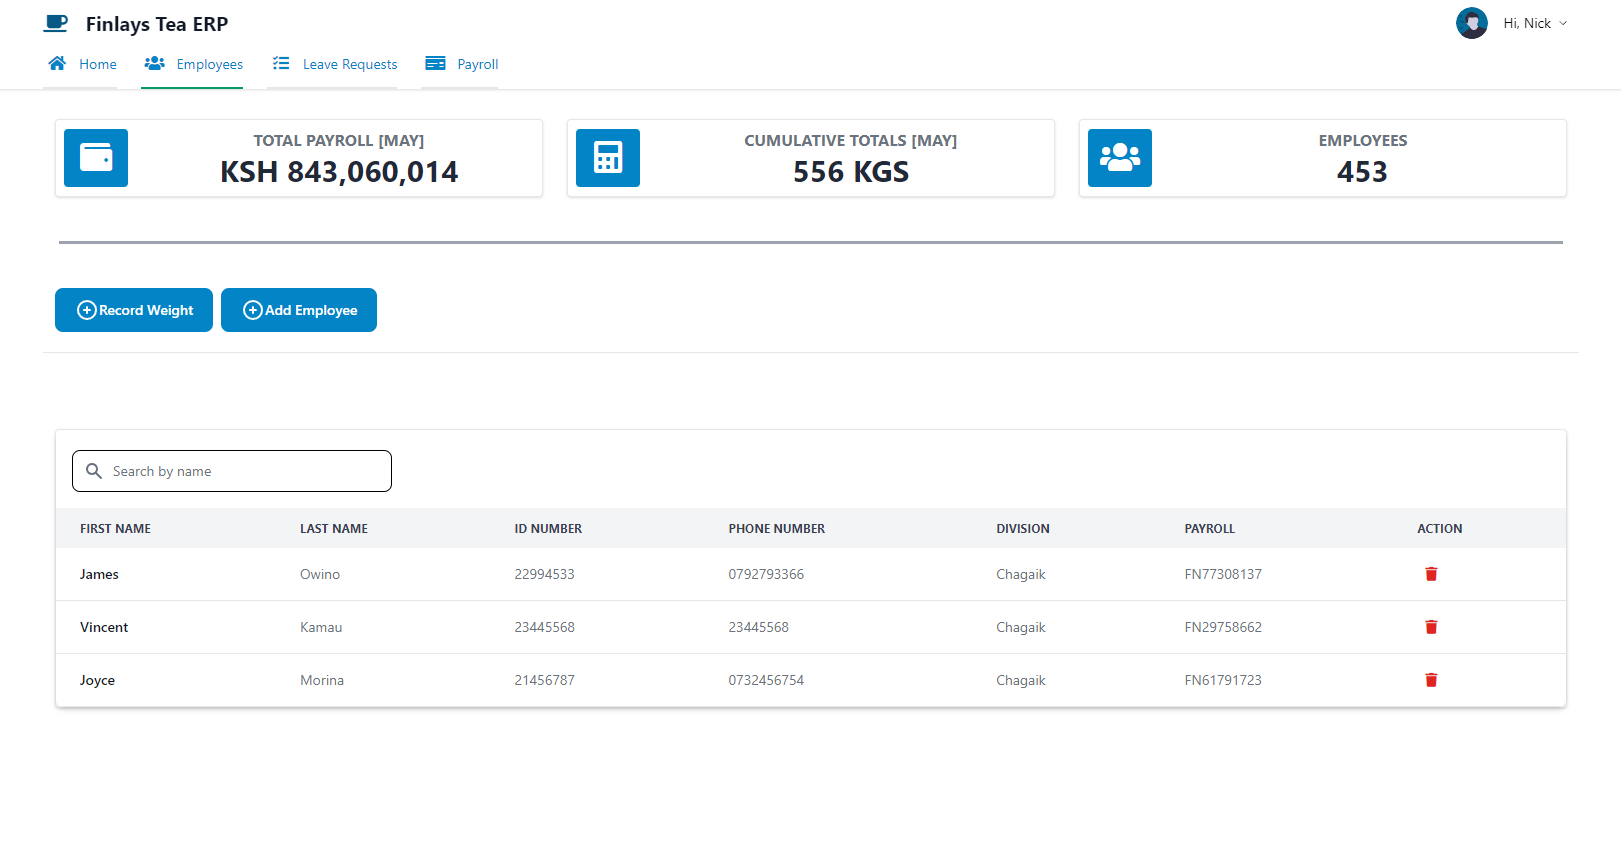 Finlays Tea ERP
Hi, Nick
Home Employees Leave Requests Payroll
TOTAL PAYROLL [MAY] CUMULATIVE TOTALS [MAY] EMPLOYEES
KSH 843,060,014 556 KGS 453
Record Weight Add Employee
Search by name
FIRST NAME LAST NAME ID NUMBER PHONE NUMBER DIVISION PAYROLL ACTION
James Owino 22994533 0792793366 Chagaik FN77308137
Vincent Kamau 23445568 23445568 Chagaik FN29758662
Joyce Morina 21456787 0732456754 Chagaik FN61791723